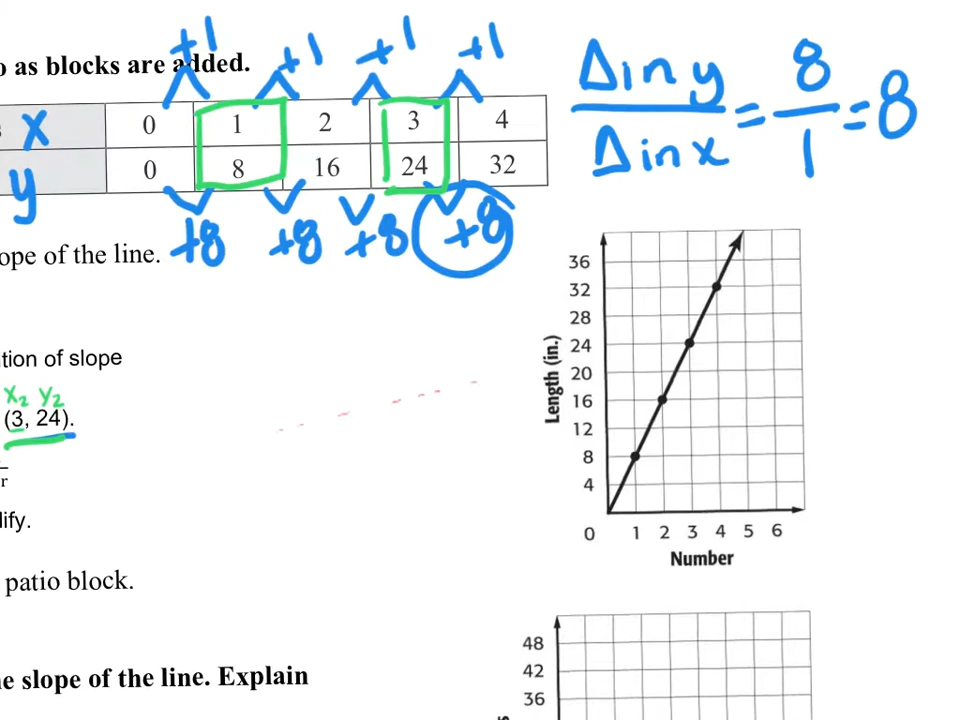 +1 +1 +1 +1
o as blocks are added.
x 0 1 2 3 4
y 0 8 16 24 32
+8 +8 +8 +8
Δ in y / Δ in x = 8/1 = 8
ope of the line.
tion of slope
x₂ y₂
(3, 24).
r
lify.
patio block.
36
32
28
24
20
16
12
8
4
0 1 2 3 4 5 6
Length (in.)
Number
e slope of the line. Explain
48
42
36